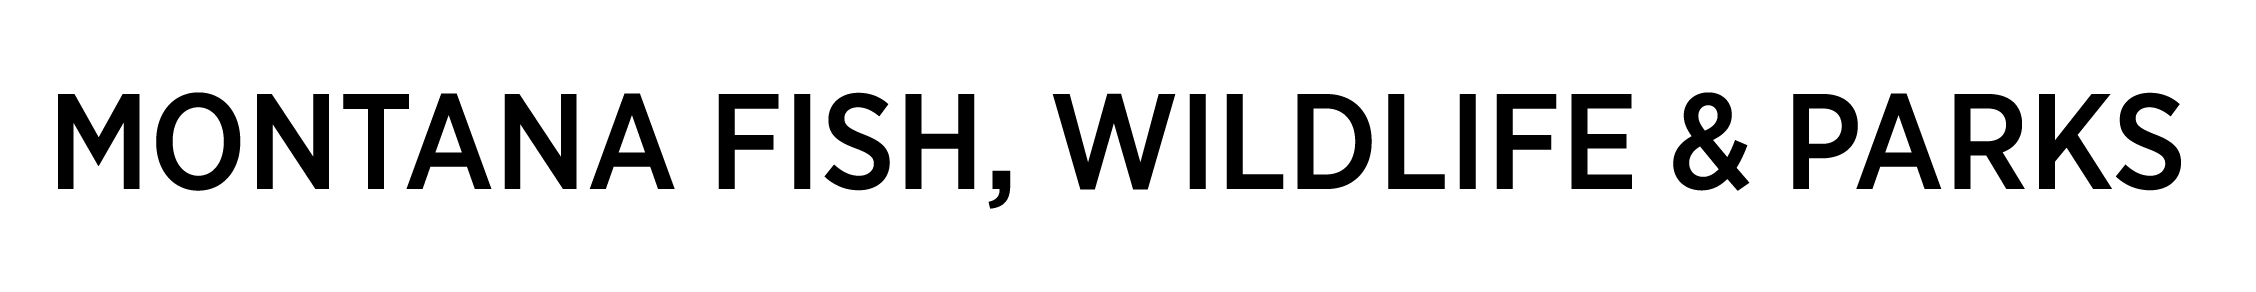 MONTANA FISH, WILDLIFE & PARKS